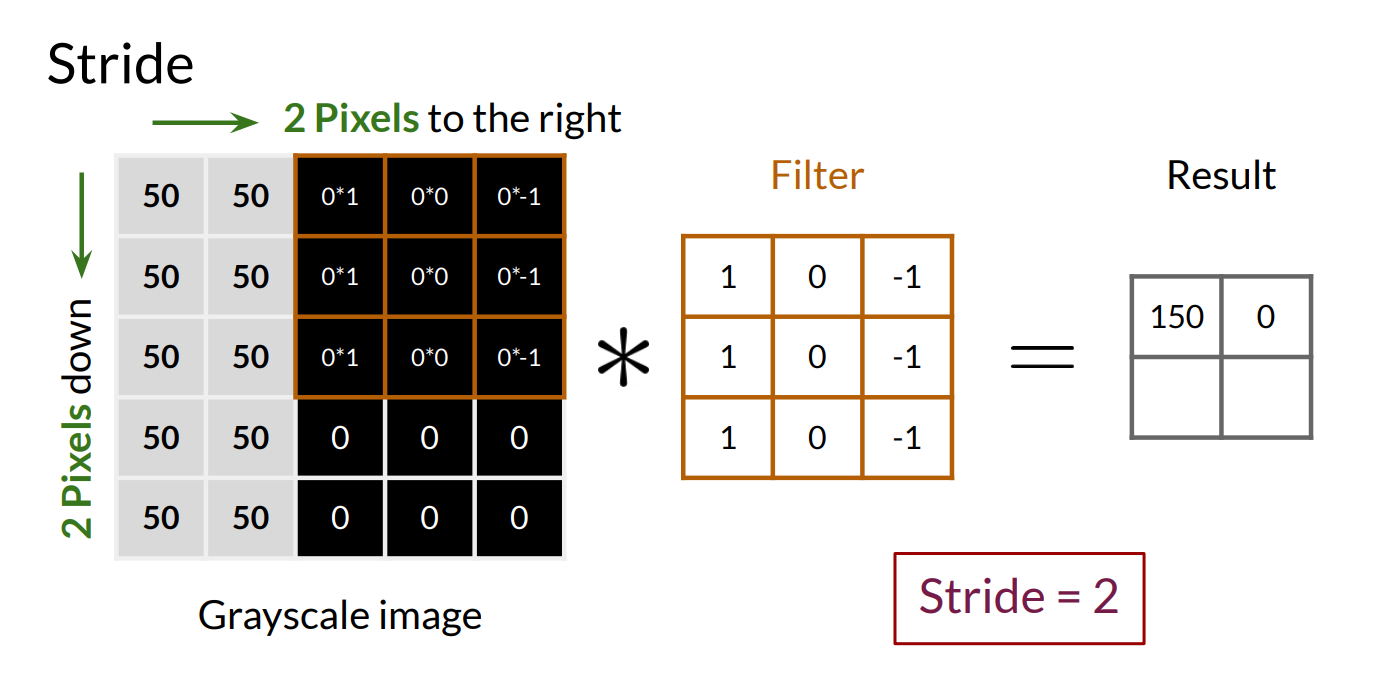 Stride
2 Pixels to the right
2 Pixels down
50 50 0*1 0*0 0*-1
50 50 0*1 0*0 0*-1
50 50 0*1 0*0 0*-1
50 50 0 0 0
50 50 0 0 0
Grayscale image
*
Filter
1 0 -1
1 0 -1
1 0 -1
=
Result
150 0
Stride = 2